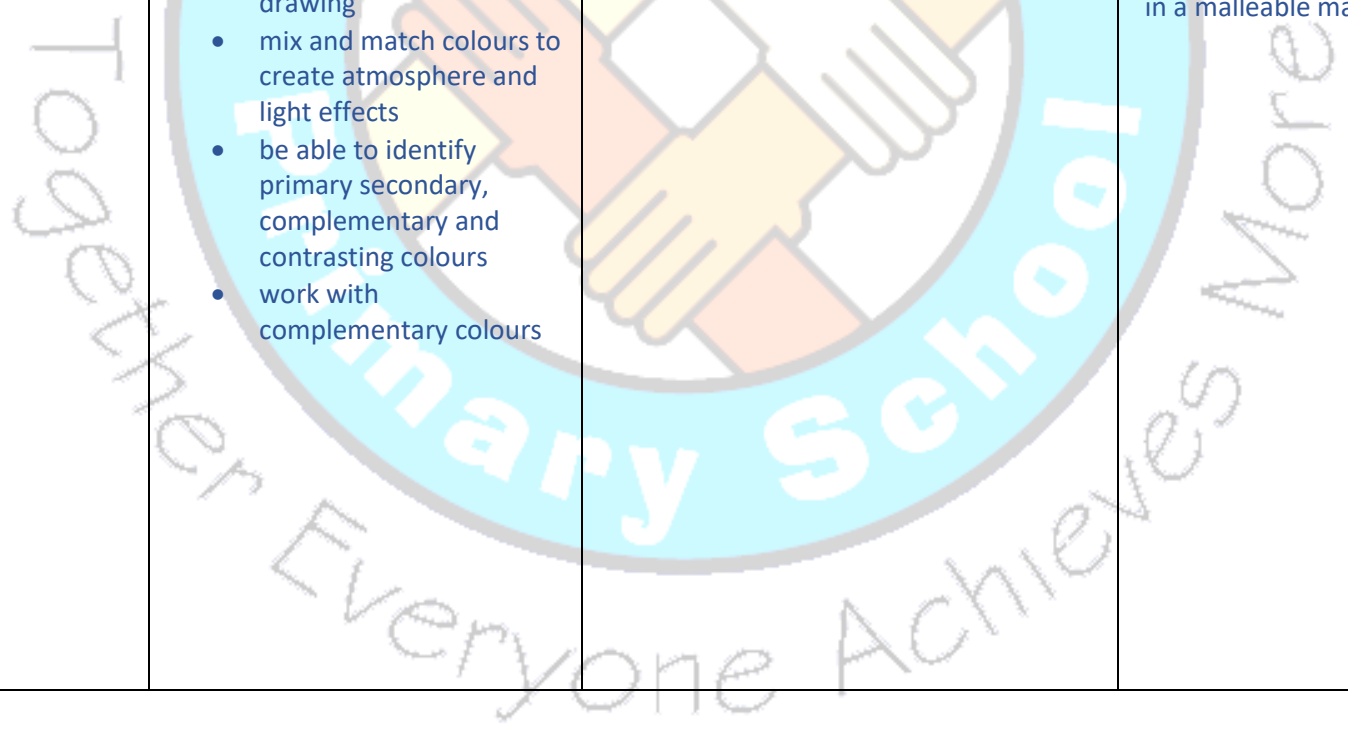 drawing
• mix and match colours to
create atmosphere and
light effects
• be able to identify
primary secondary,
complementary and
contrasting colours
• work with
complementary colours
in a malleable
Primary School
Together Everyone Achieves More